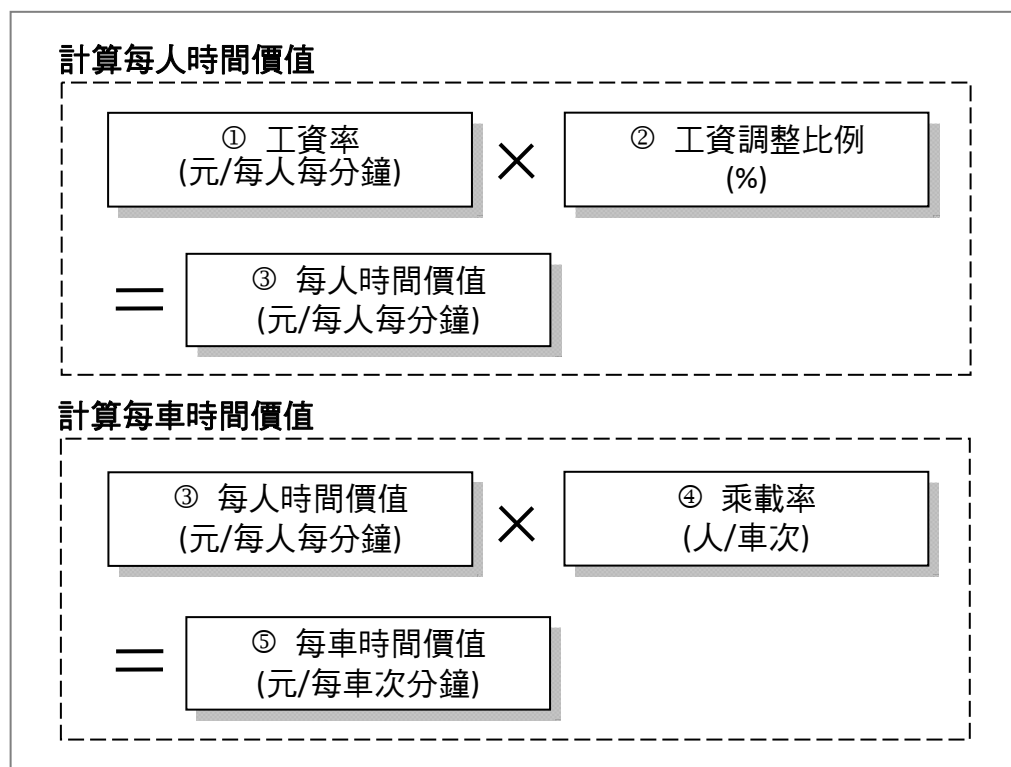 計算每人時間價值
① 工資率
(元/每人每分鐘)
×
② 工資調整比例
(%)
=
③ 每人時間價值
(元/每人每分鐘)
計算每車時間價值
③ 每人時間價值
(元/每人每分鐘)
×
④ 乘載率
(人/車次)
=
⑤ 每車時間價值
(元/每車次分鐘)